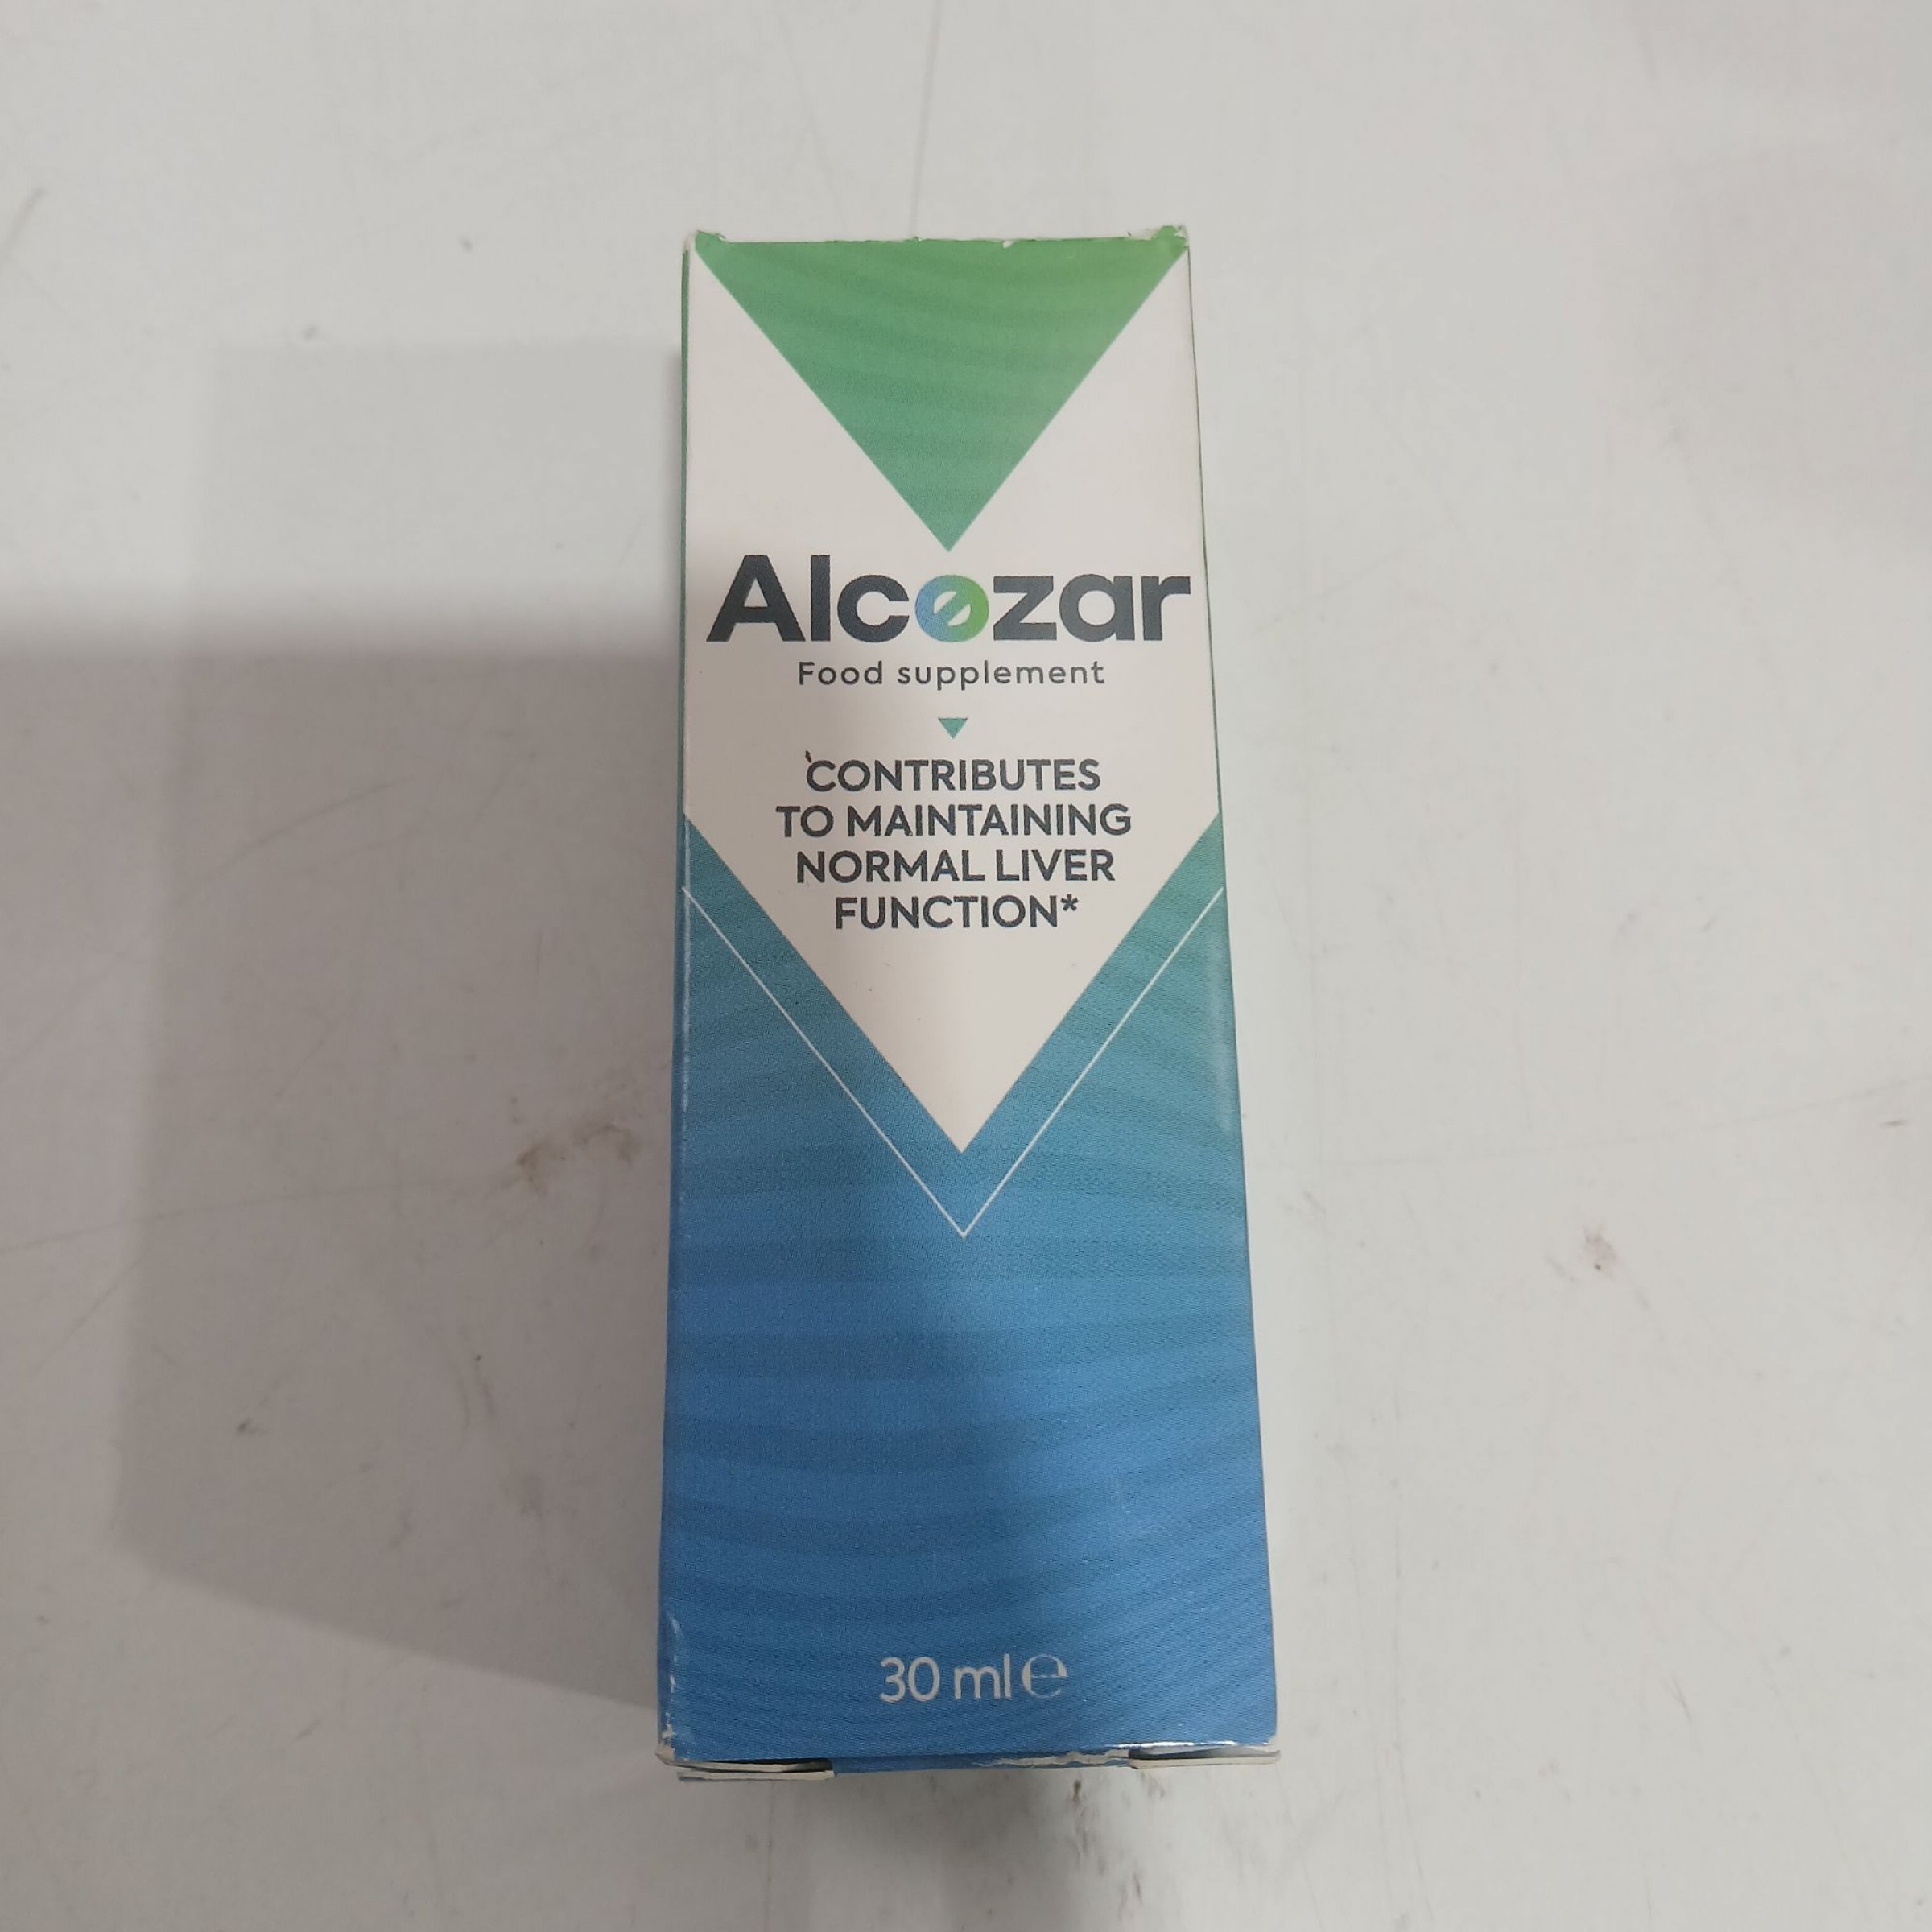 Alcozar
Food supplement
CONTRIBUTES
TO MAINTAINING
NORMAL LIVER
FUNCTION*
30 ml ℮